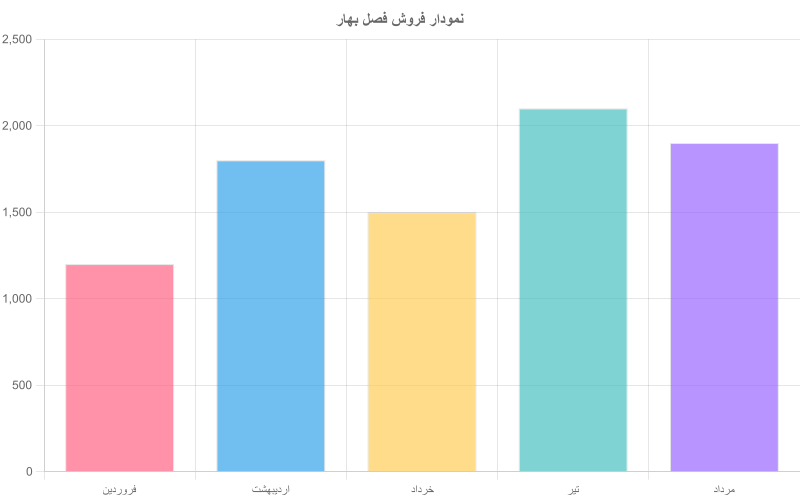 نمودار فروش فصل بهار
2,500
2,000
1,500
1,000
500
0
فروردین
اردیبهشت
خرداد
تیر
مرداد